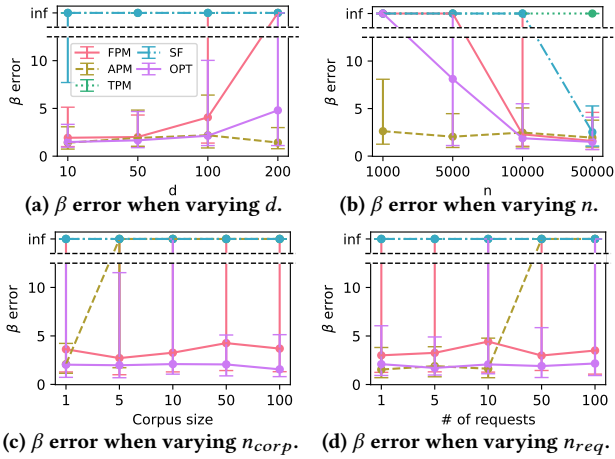 inf
10
5
0
β error
10
50
100
200
d
FPM
APM
TPM
SF
OPT
(a) β error when varying d.
inf
10
5
0
β error
1000
5000
10000
50000
n
(b) β error when varying n.
inf
10
5
0
β error
1
5
10
50
100
Corpus size
(c) β error when varying n_corp.
inf
10
5
0
β error
1
5
10
50
100
# of requests
(d) β error when varying n_req.